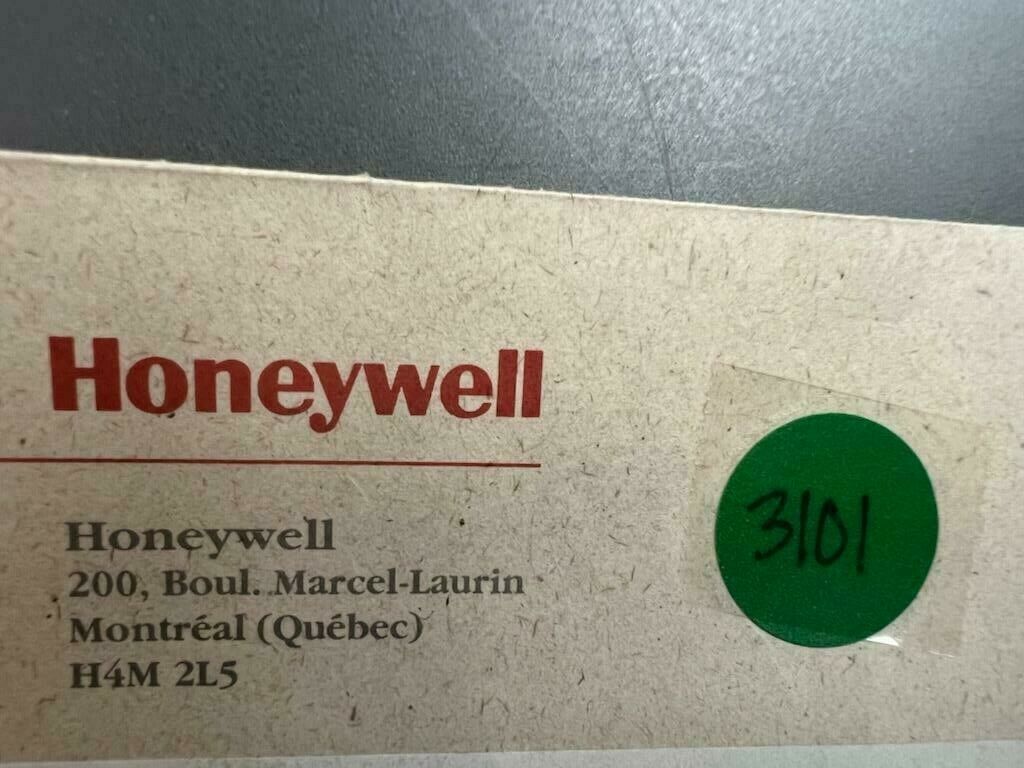 Honeywell
Honeywell
200, Boul. Marcel-Laurin
Montréal (Québec)
H4M 2L5
3101